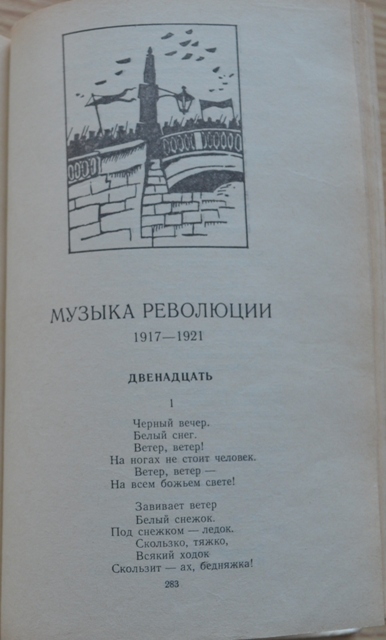 МУЗЫКА РЕВОЛЮЦИИ
1917—1921
ДВЕНАДЦАТЬ
I
Черный вечер.
Белый снег.
Ветер, ветер!
На ногах не стоит человек.
Ветер, ветер —
На всем божьем свете!
Завивает ветер
Белый снежок.
Под снежком — ледок.
Скользко, тяжко,
Всякий ходок
Скользит — ах, бедняжка!
283